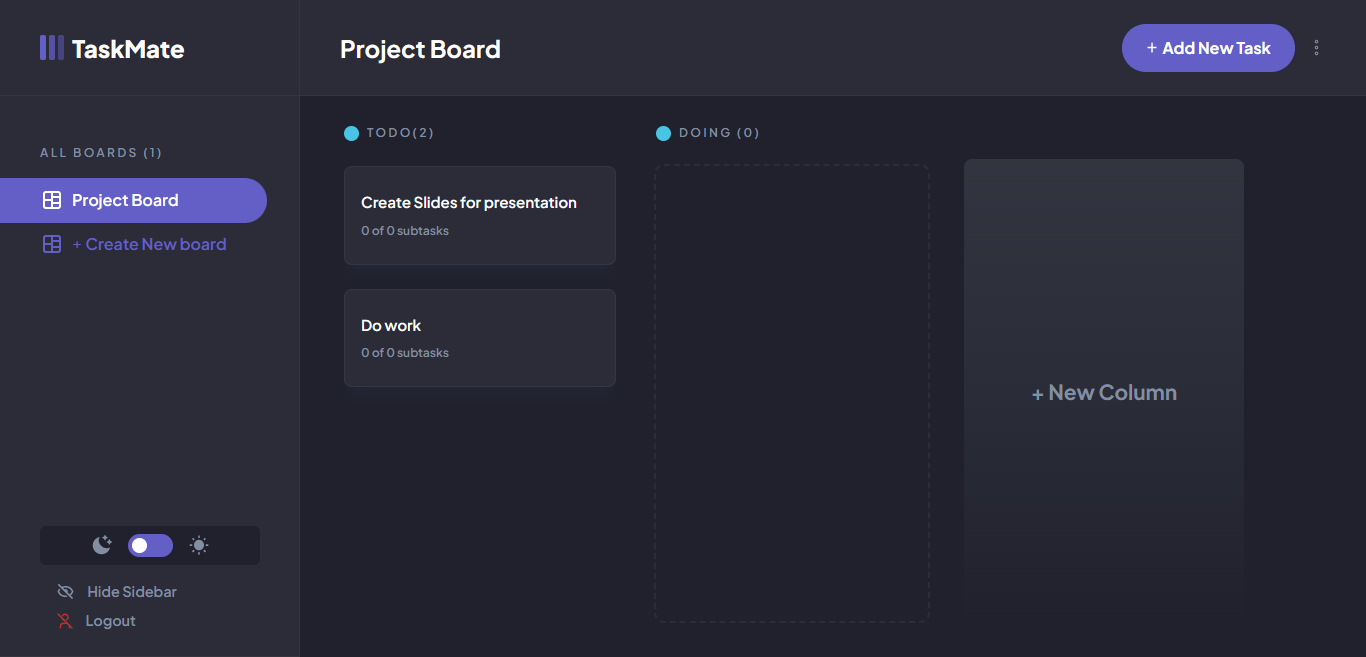 TaskMate
Project Board
+ Add New Task
ALL BOARDS (1)
Project Board
+ Create New board
TODO(2)
Create Slides for presentation
0 of 0 subtasks
Do work
0 of 0 subtasks
DOING (0)
+ New Column
Hide Sidebar
Logout